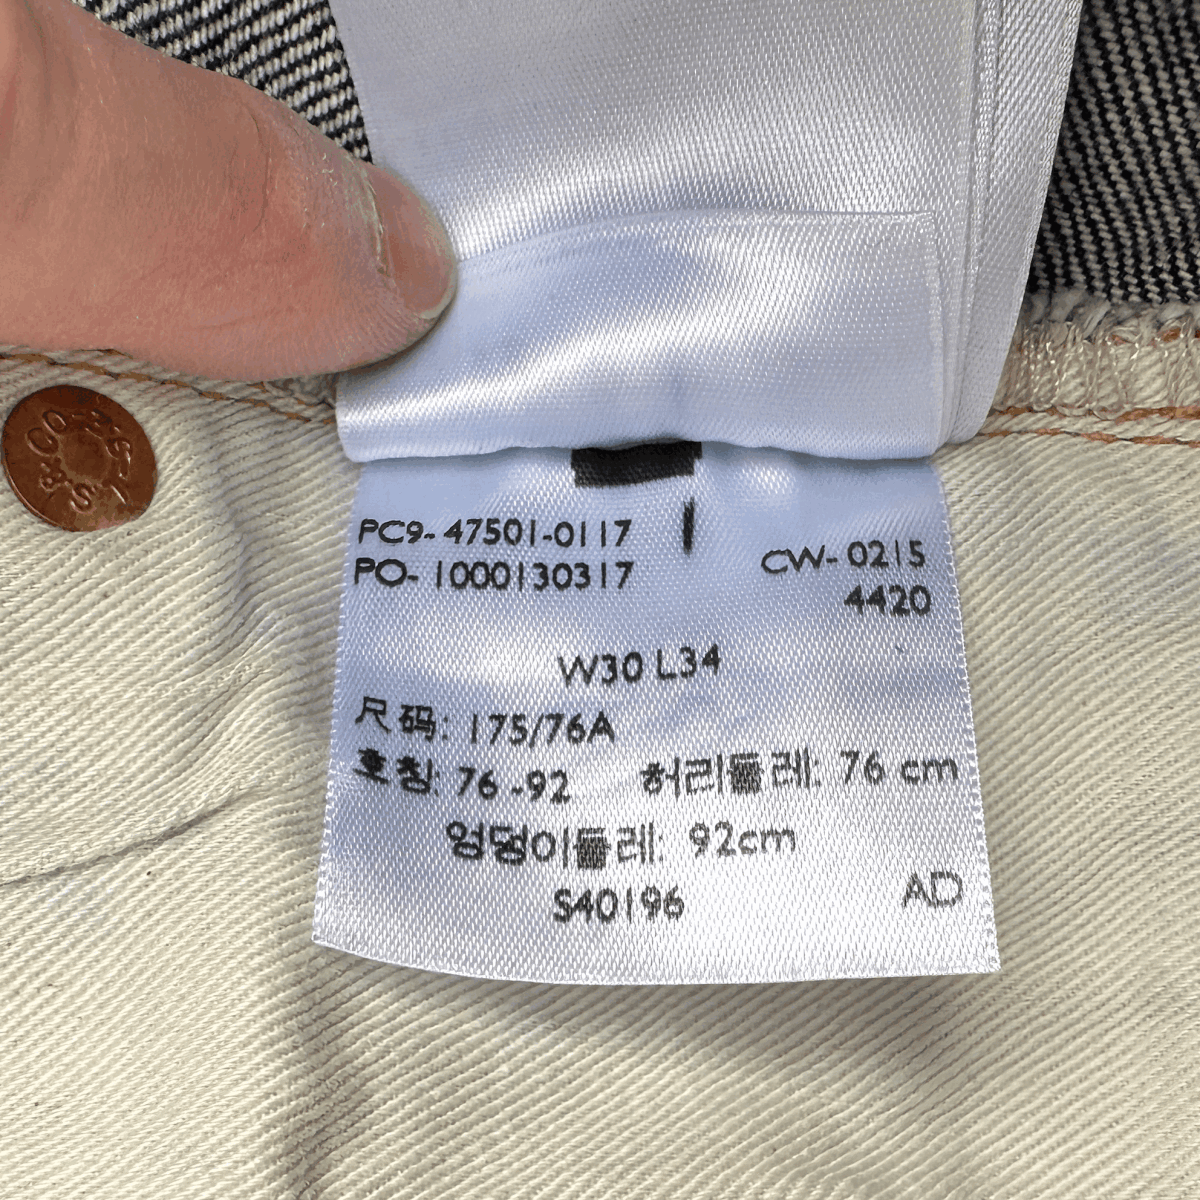 L.S.& CO-S.F.
PC9-47501-0117
PO-1000130317
CW-0215
4420
W30 L34
尺码: 175/76A
호칭: 76-92 허리둘레: 76 cm
엉덩이둘레: 92cm
S40196
AD